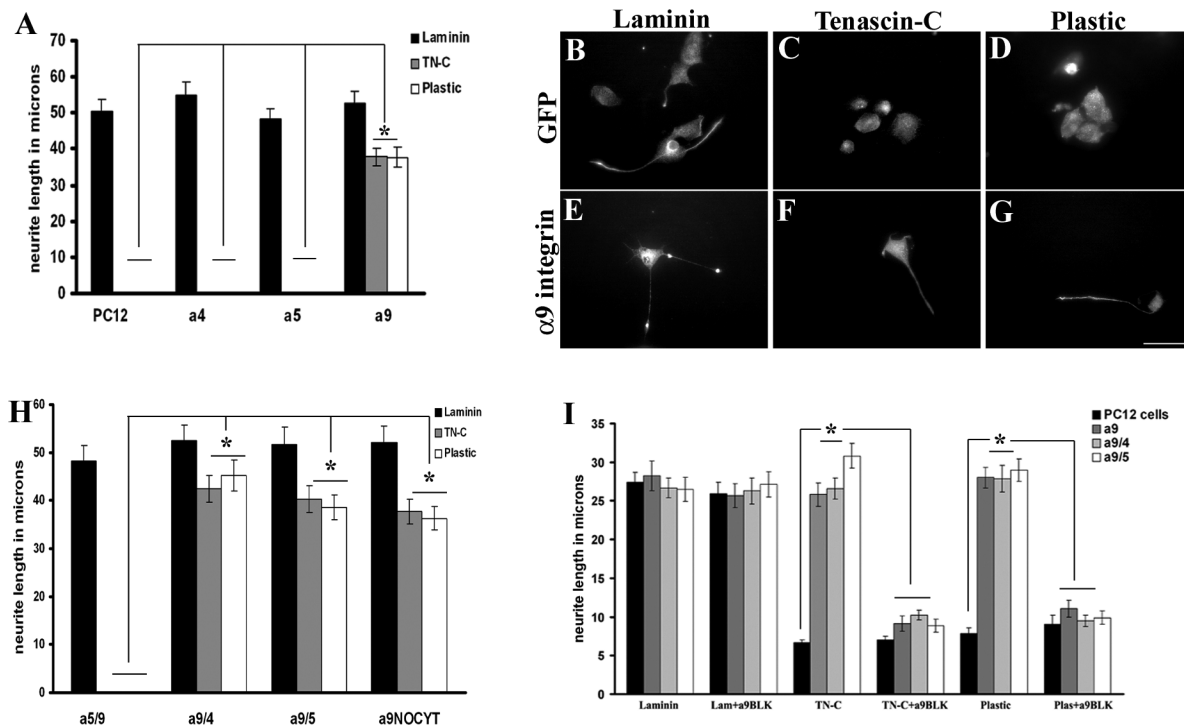 A
70
60
50
40
30
20
10
0
neurite length in microns
Laminin
TN-C
Plastic
*
PC12 a4 a5 a9
Laminin Tenascin-C Plastic
GFP
α9 integrin
B C D
E F G
H
60
50
40
30
20
10
0
neurite length in microns
Laminin
TN-C
Plastic
* * *
a5/9 a9/4 a9/5 a9NOCYT
I
35
30
25
20
15
10
5
0
neurite length in microns
PC12 cells
a9
a9/4
a9/5
* *
Laminin Lam+a9BLK TN-C TN-C+a9BLK Plastic Plas+a9BLK